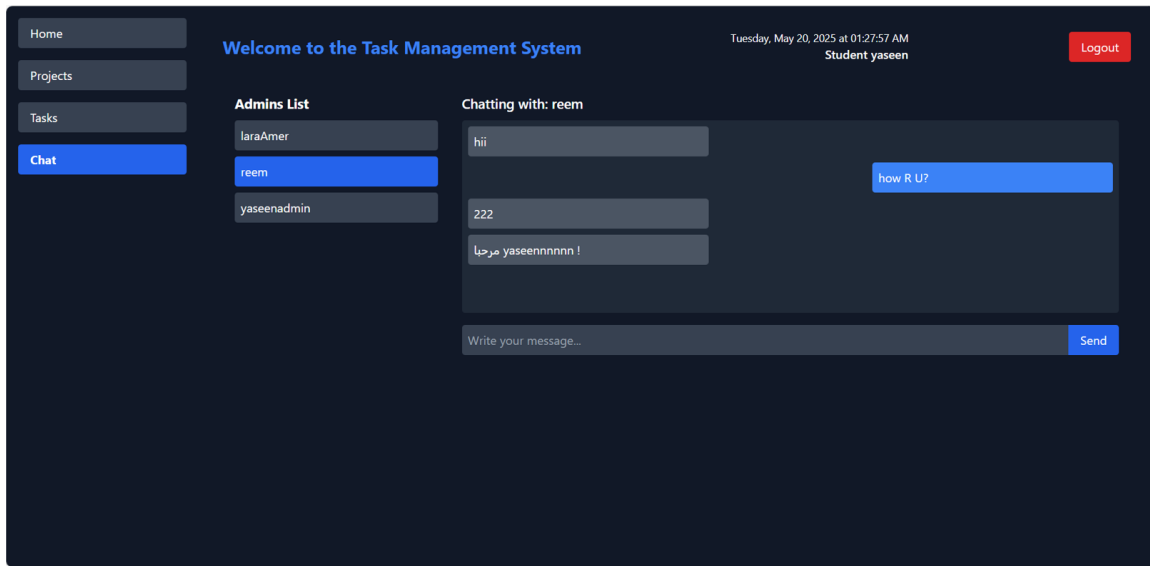 Home
Projects
Tasks
Chat
Welcome to the Task Management System
Tuesday, May 20, 2025 at 01:27:57 AM
Student yaseen
Logout
Admins List
laraAmer
reem
yaseenadmin
Chatting with: reem
hii
how R U?
222
مرحبا yaseennnnnn !
Write your message...
Send